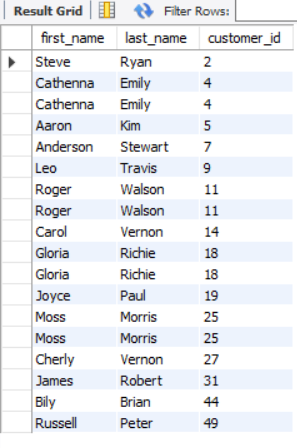 Result Grid Filter Rows:
first_name last_name customer_id
Steve Ryan 2
Cathenna Emily 4
Cathenna Emily 4
Aaron Kim 5
Anderson Stewart 7
Leo Travis 9
Roger Walson 11
Roger Walson 11
Carol Vernon 14
Gloria Richie 18
Gloria Richie 18
Joyce Paul 19
Moss Morris 25
Moss Morris 25
Cherly Vernon 27
James Robert 31
Bily Brian 44
Russell Peter 49